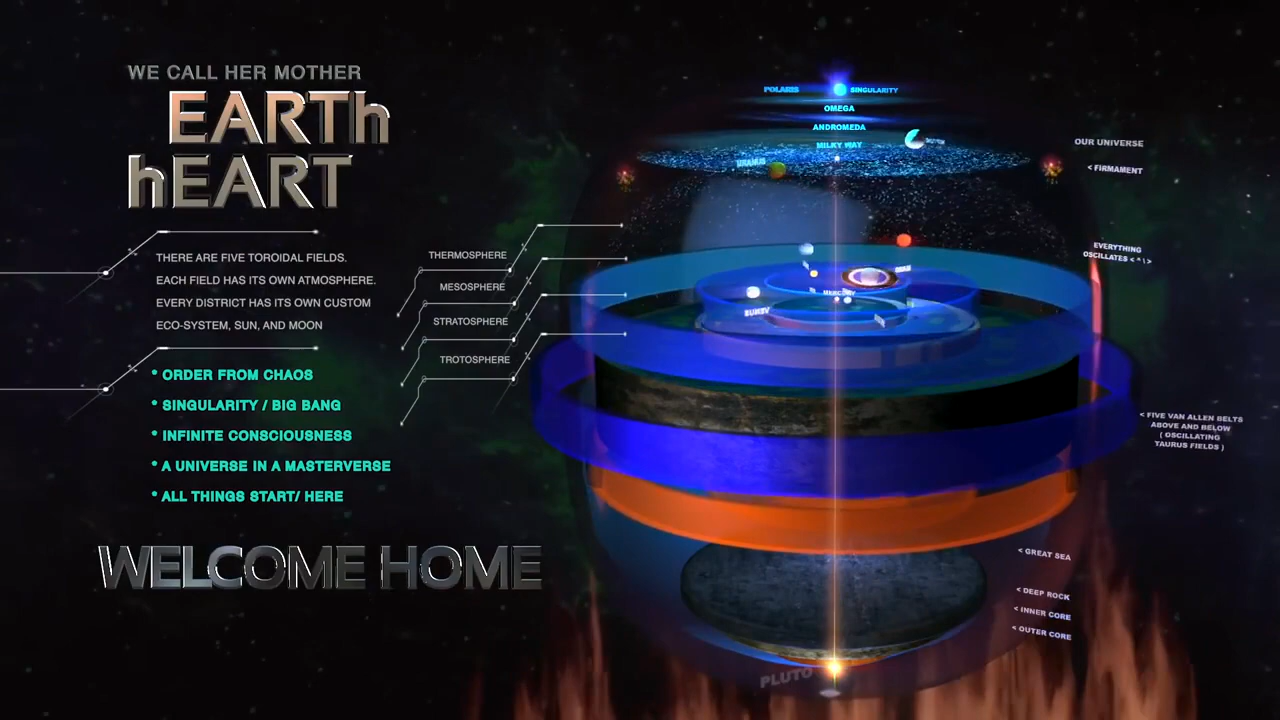 WE CALL HER MOTHER
EARTh
hEART
THERE ARE FIVE TOROIDAL FIELDS.
EACH FIELD HAS ITS OWN ATMOSPHERE.
EVERY DISTRICT HAS ITS OWN CUSTOM
ECO-SYSTEM, SUN, AND MOON
* ORDER FROM CHAOS
* SINGULARITY / BIG BANG
* INFINITE CONSCIOUSNESS
* A UNIVERSE IN A MASTERVERSE
* ALL THINGS START/ HERE
WELCOME HOME
THERMOSPHERE
MESOSPHERE
STRATOSPHERE
TROTOSPHERE
POLARIS
SINGULARITY
OMEGA
ANDROMEDA
MILKY WAY
URANUS
MERCURY
VENUS
PLUTO
OUR UNIVERSE
< FIRMAMENT
EVERYTHING
OSCILLATES < ^ \ >
< FIVE VAN ALLEN BELTS
ABOVE AND BELOW
( OSCILLATING
TAURUS FIELDS )
< GREAT SEA
< DEEP ROCK
< INNER CORE
< OUTER CORE